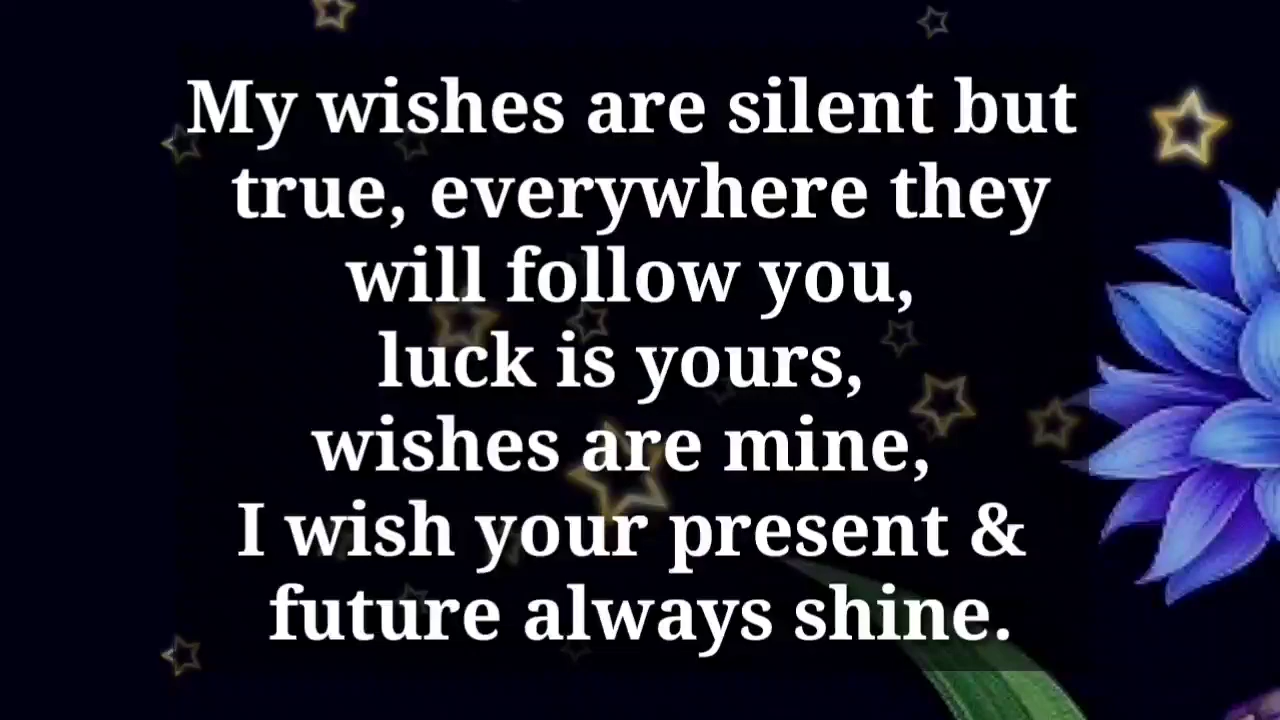 My wishes are silent but
true, everywhere they
will follow you,
luck is yours,
wishes are mine,
I wish your present &
future always shine.